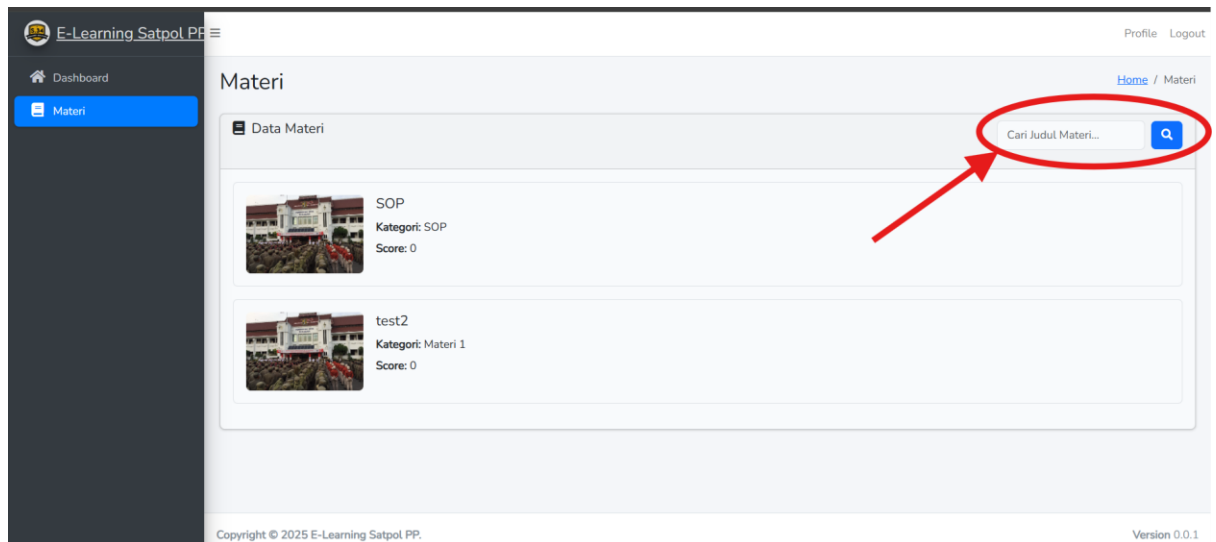 E-Learning Satpol PP
Profile Logout
Dashboard
Materi
Materi
Home / Materi
Data Materi
Cari Judul Materi...
SOP
Kategori: SOP
Score: 0
test2
Kategori: Materi 1
Score: 0
Copyright © 2025 E-Learning Satpol PP.
Version 0.0.1